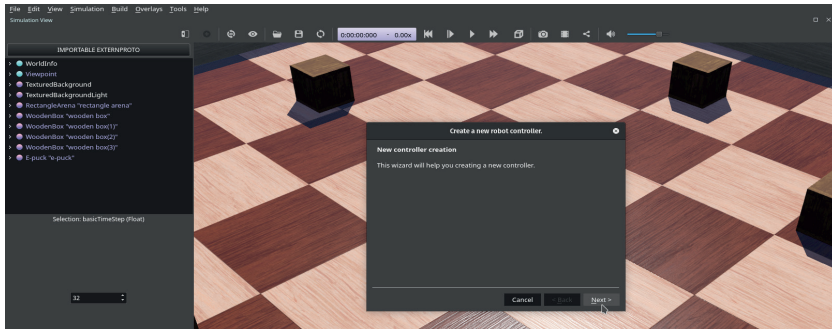 File Edit View Simulation Build Overlays Tools Help
Simulation View
0:00:00:000 - 0.00x
IMPORTABLE EXTERNPROTO
WorldInfo
Viewpoint
TexturedBackground
TexturedBackgroundLight
RectangleArena "rectangle arena"
WoodenBox "wooden box"
WoodenBox "wooden box(1)"
WoodenBox "wooden box(2)"
WoodenBox "wooden box(3)"
E-puck "e-puck"
Selection: basicTimeStep (Float)
32
Create a new robot controller.
New controller creation
This wizard will help you creating a new controller.
Cancel < Back Next >